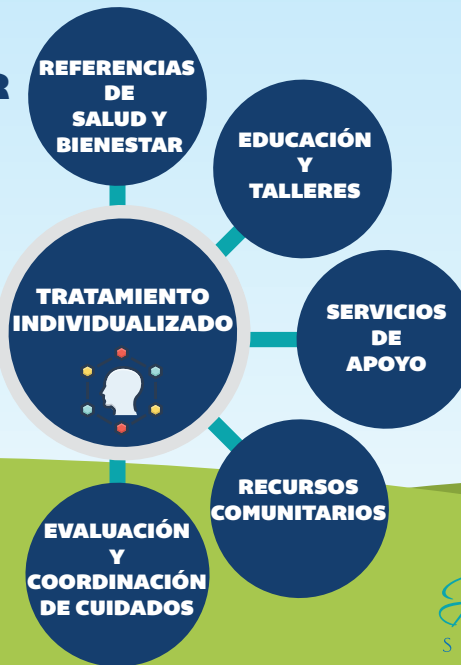 R
REFERENCIAS
DE
SALUD Y
BIENESTAR
EDUCACIÓN
Y
TALLERES
TRATAMIENTO
INDIVIDUALIZADO
SERVICIOS
DE
APOYO
RECURSOS
COMUNITARIOS
EVALUACIÓN
Y
COORDINACIÓN
DE CUIDADOS
S